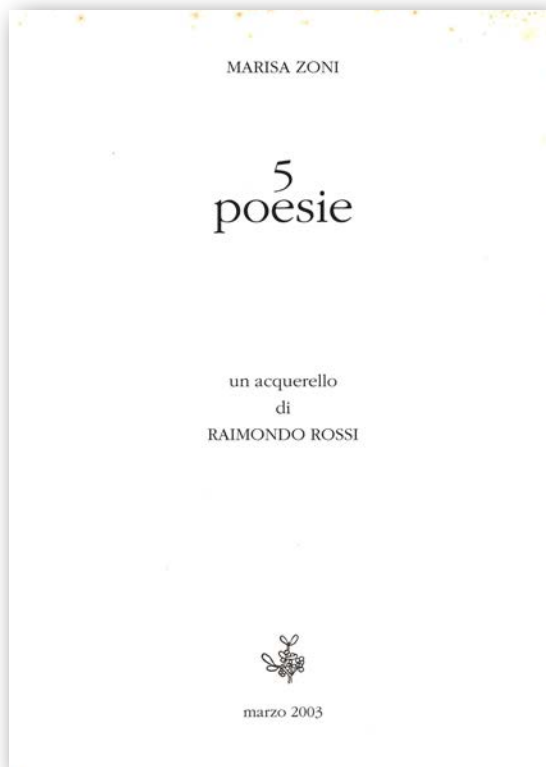 MARISA ZONI
5
poesie
un acquerello
di
RAIMONDO ROSSI
marzo 2003